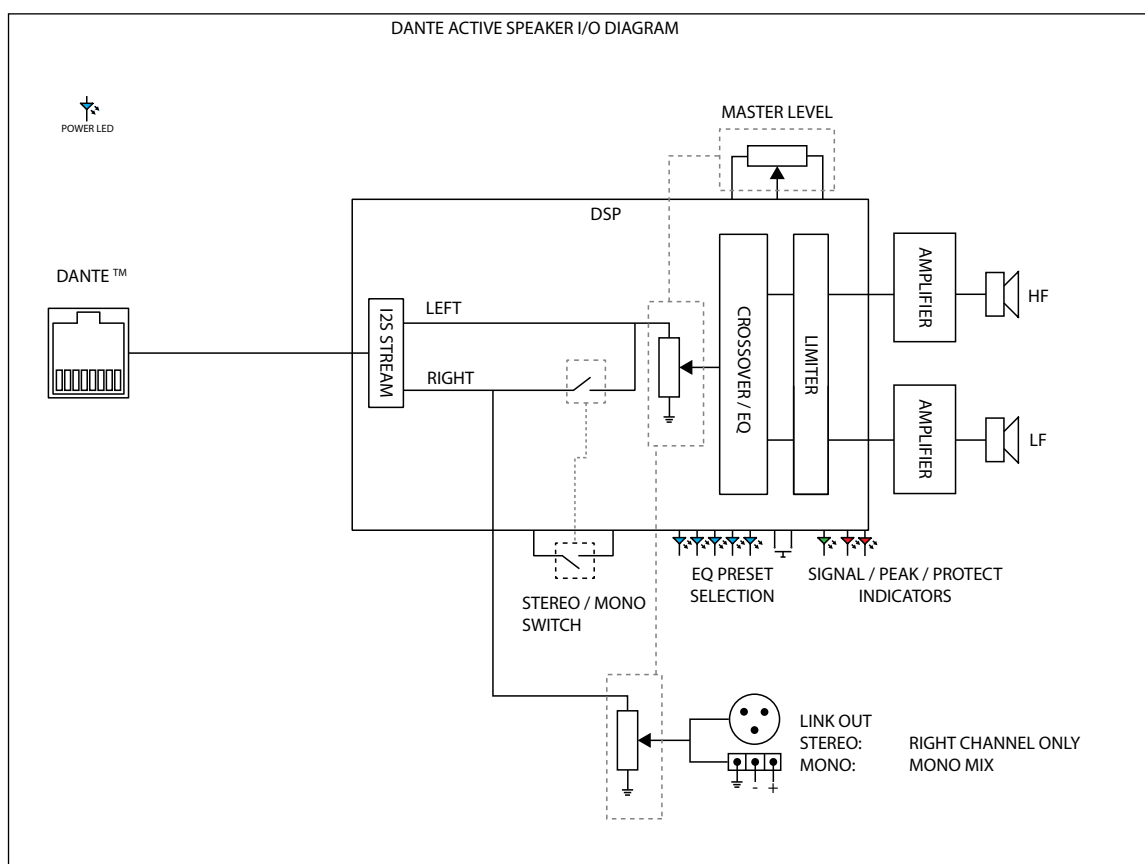 DANTE ACTIVE SPEAKER I/O DIAGRAM
POWER LED
MASTER LEVEL
DSP
DANTE ™
I2S STREAM
LEFT
RIGHT
CROSSOVER / EQ
LIMITER
AMPLIFIER
HF
AMPLIFIER
LF
STEREO / MONO
SWITCH
EQ PRESET
SELECTION
SIGNAL / PEAK / PROTECT
INDICATORS
LINK OUT
STEREO: RIGHT CHANNEL ONLY
MONO: MONO MIX
- +